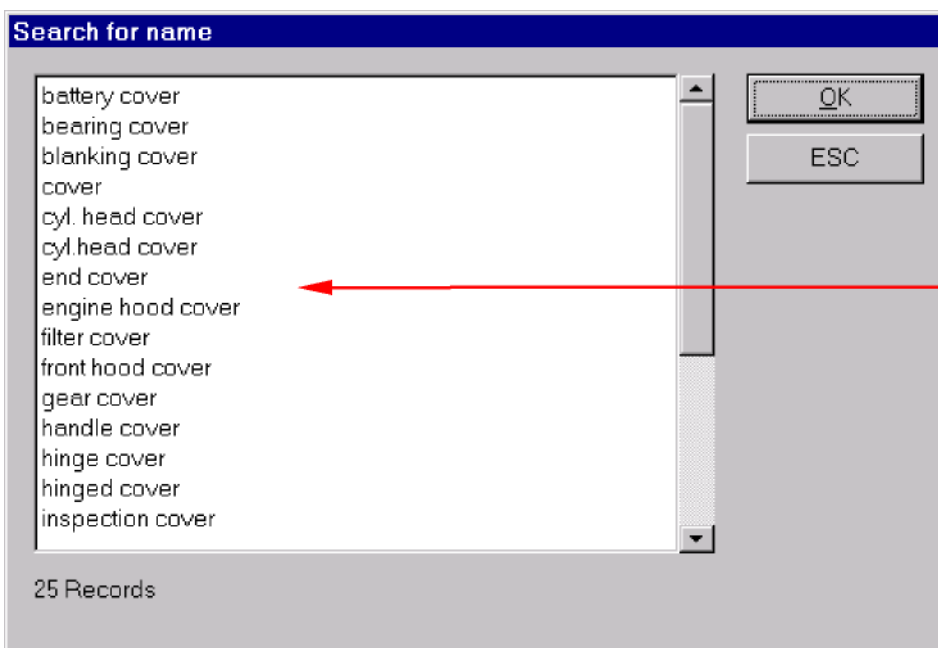 Search for name
battery cover
bearing cover
blanking cover
cover
cyl. head cover
cyl.head cover
end cover
engine hood cover
filter cover
front hood cover
gear cover
handle cover
hinge cover
hinged cover
inspection cover
OK
ESC
25 Records